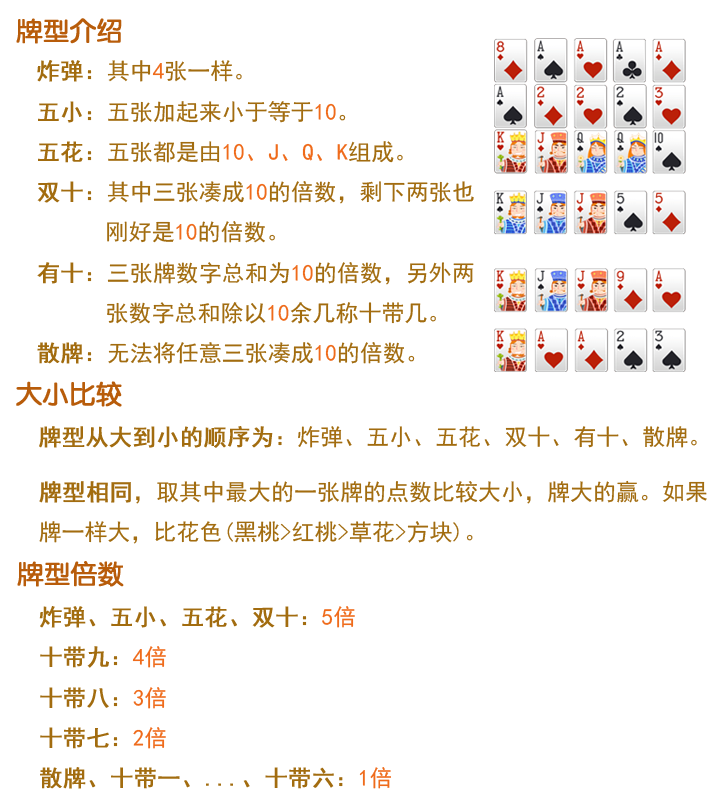 牌型介绍
炸弹：其中4张一样。
8 A A A A
五小：五张加起来小于等于10。
A 2 2 2 3
五花：五张都是由10、J、Q、K组成。
K J Q Q 10
双十：其中三张凑成10的倍数，剩下两张也
K J J 5 5
刚好是10的倍数。
有十：三张牌数字总和为10的倍数，另外两
K J J 9 A
张数字总和除以10余几称十带几。
散牌：无法将任意三张凑成10的倍数。
K A A 2 3
大小比较
牌型从大到小的顺序为：炸弹、五小、五花、双十、有十、散牌。
牌型相同，取其中最大的一张牌的点数比较大小，牌大的赢。如果
牌一样大，比花色(黑桃>红桃>草花>方块)。
牌型倍数
炸弹、五小、五花、双十：5倍
十带九：4倍
十带八：3倍
十带七：2倍
散牌、十带一、...、十带六：1倍